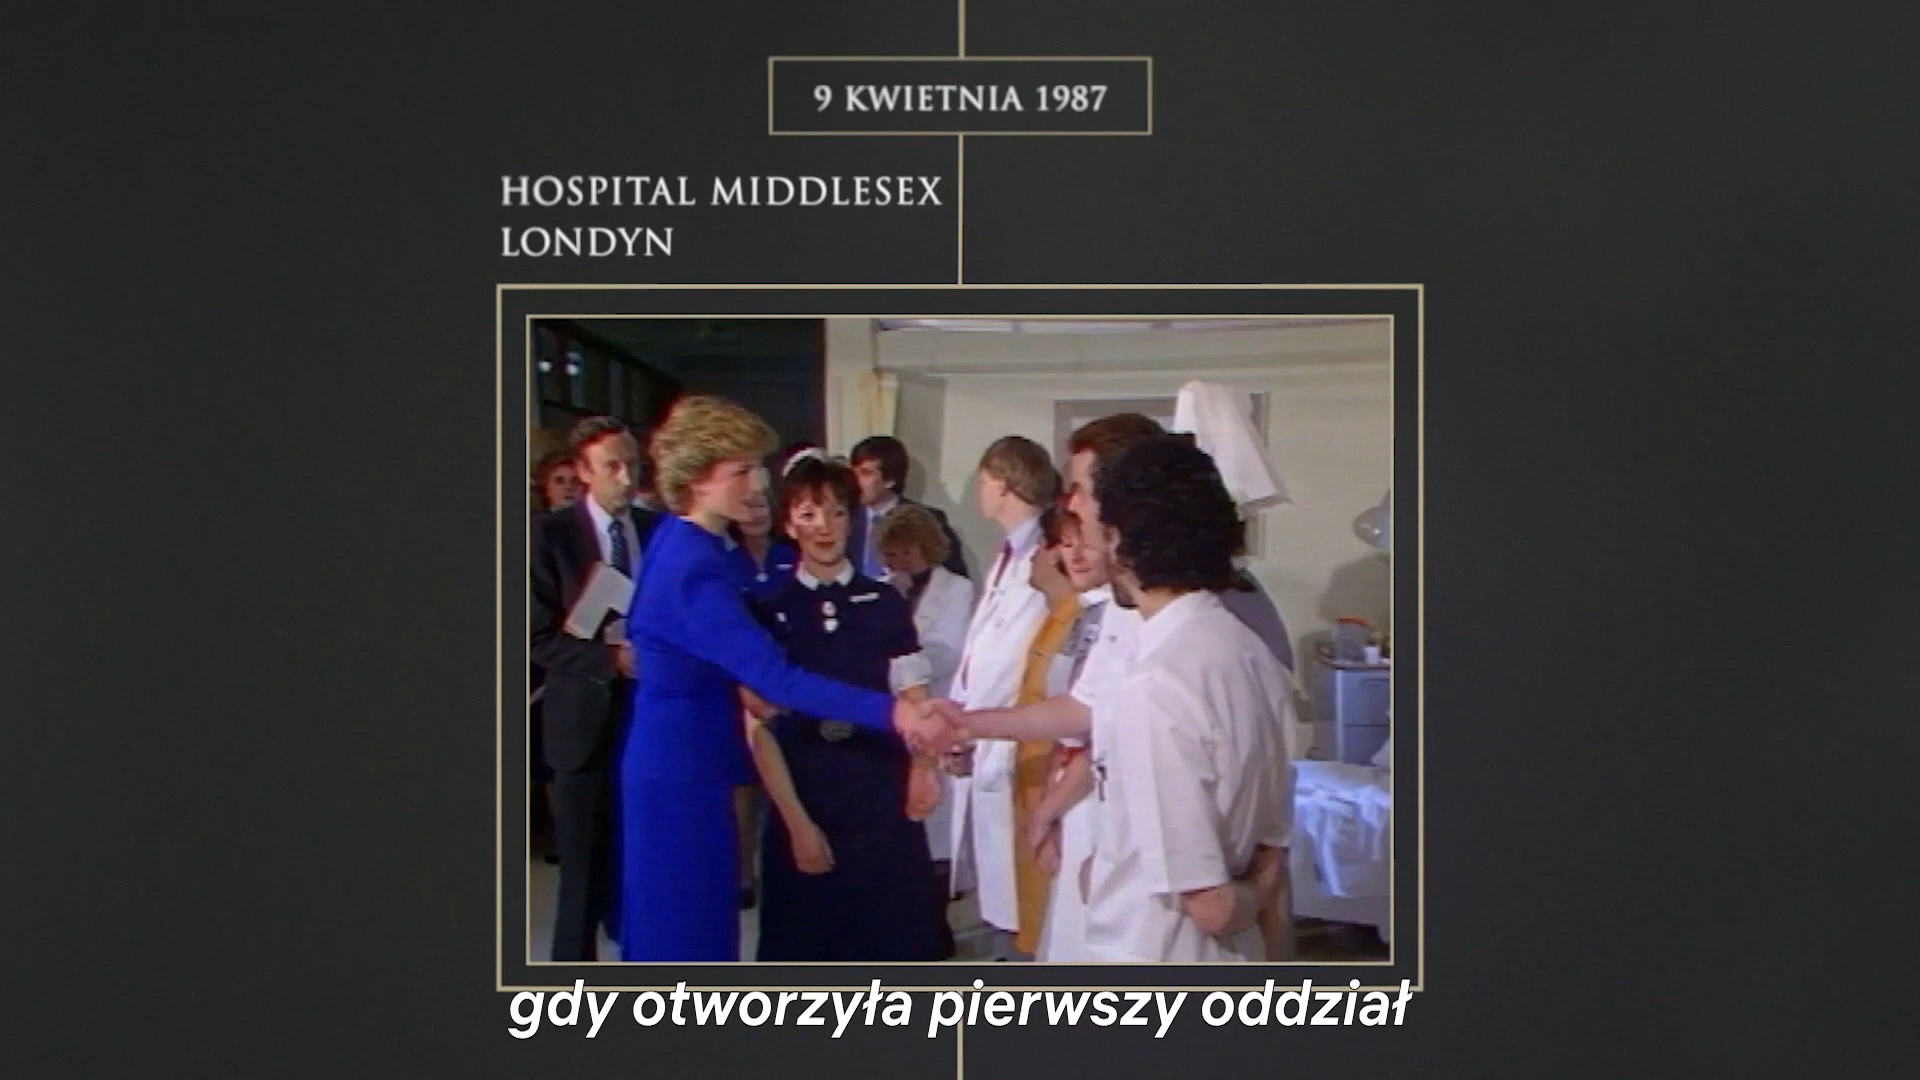 9 KWIETNIA 1987
HOSPITAL MIDDLESEX
LONDYN
gdy otworzyła pierwszy oddział